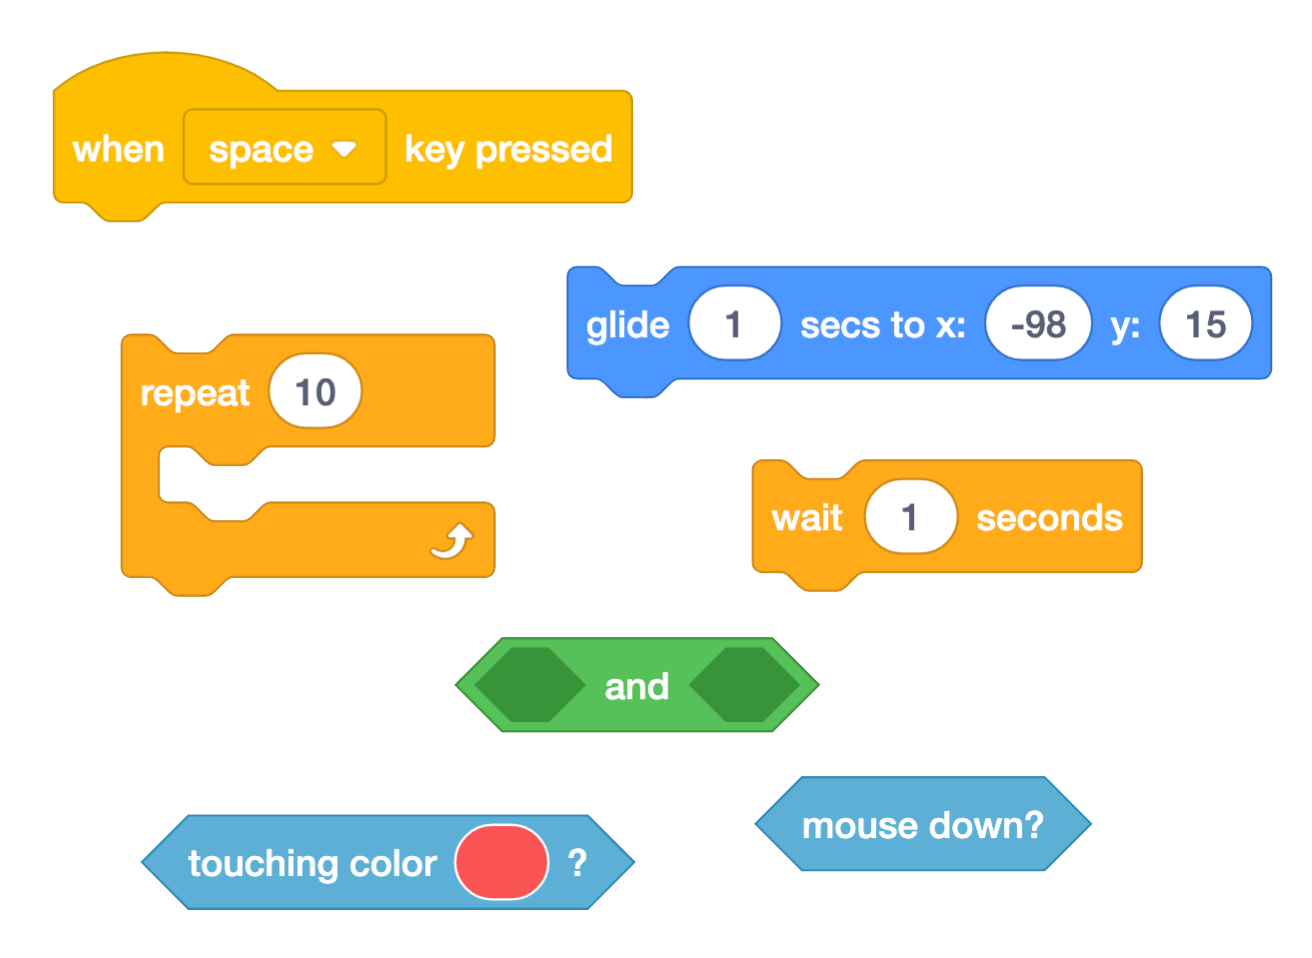 when space key pressed
glide 1 secs to x: -98 y: 15
repeat 10
wait 1 seconds
and
mouse down?
touching color ?